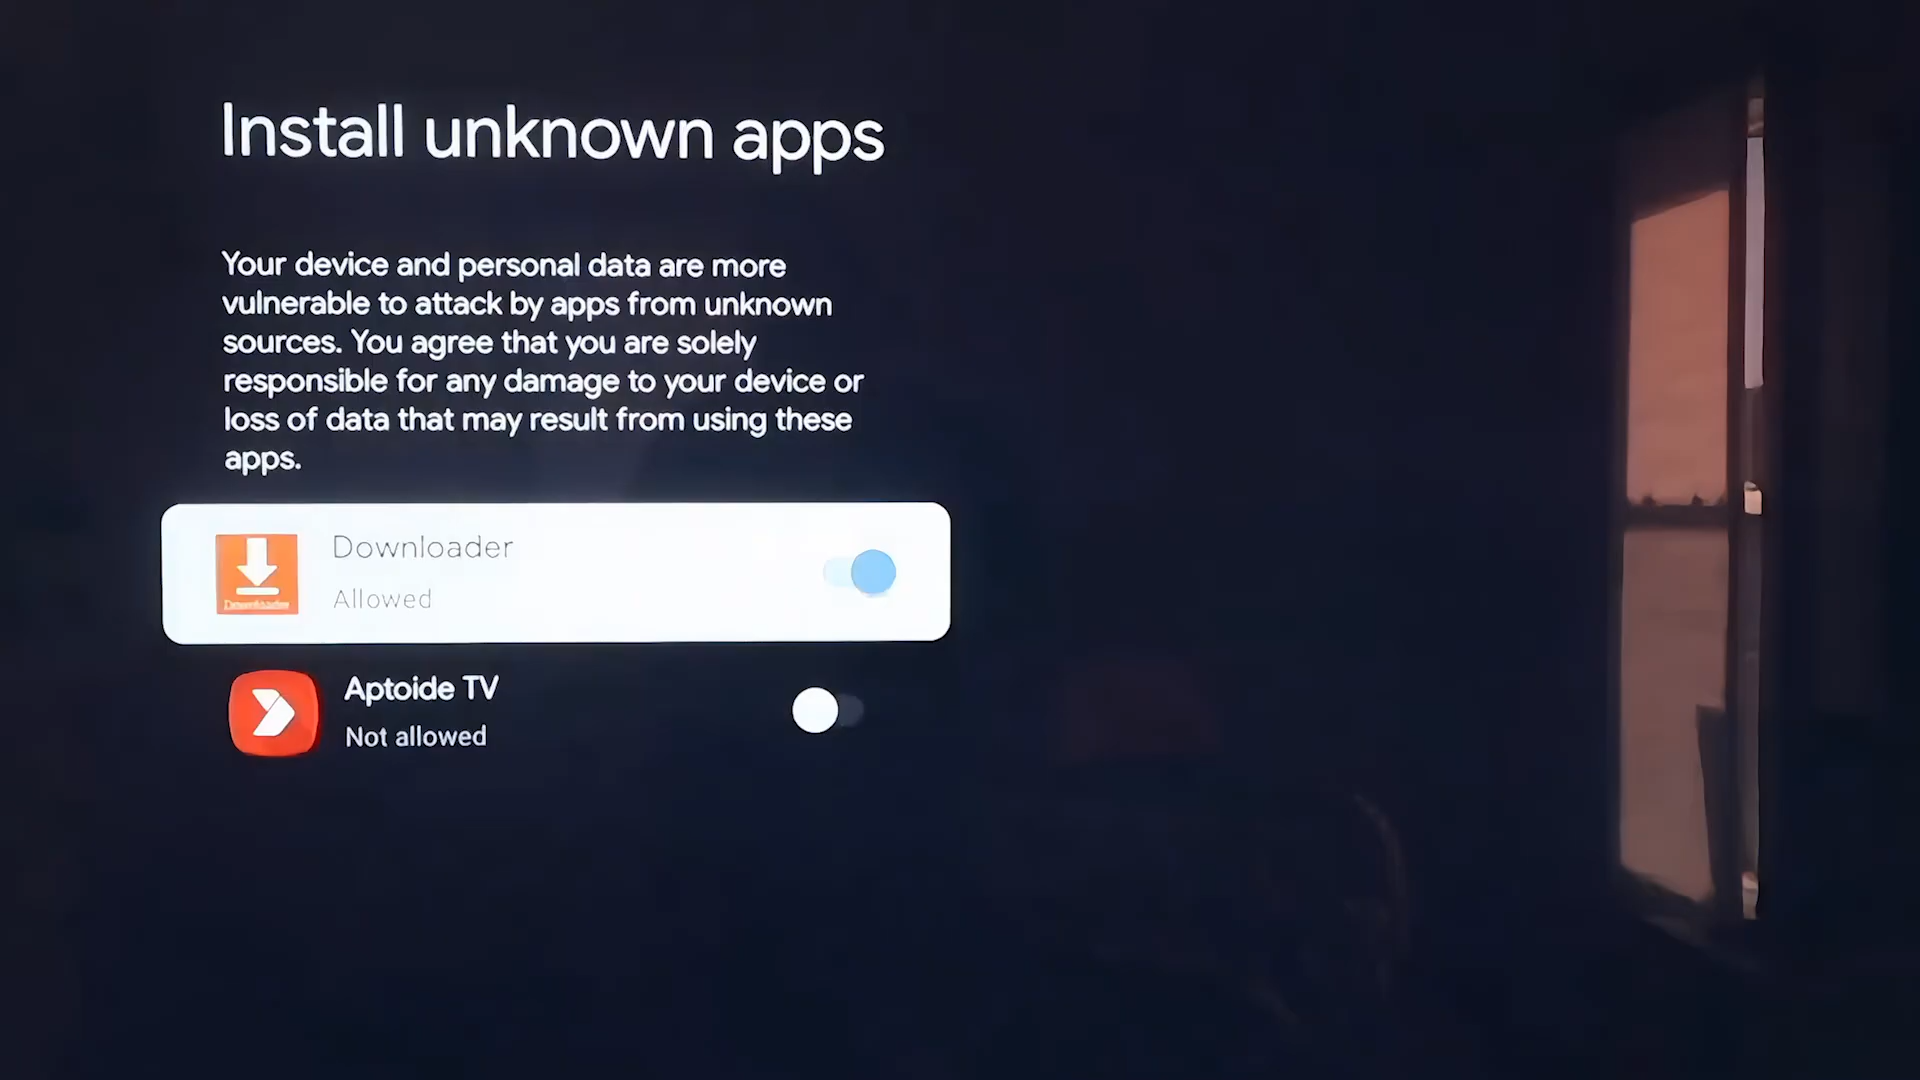 Install unknown apps
Your device and personal data are more
vulnerable to attack by apps from unknown
sources. You agree that you are solely
responsible for any damage to your device or
loss of data that may result from using these
apps.
Downloader
Allowed
Downloader
Aptoide TV
Not allowed